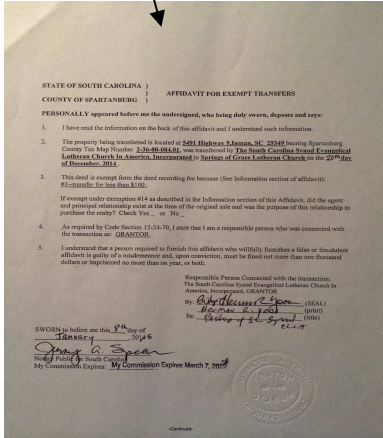 STATE OF SOUTH CAROLINA )
) AFFIDAVIT FOR EXEMPT TRANSFERS
COUNTY OF SPARTANBURG )
PERSONALLY appeared before me the undersigned, who being duly sworn, deposes and says:
1. I have read the information on the back of this affidavit and I understand such information.
2. The property being transferred is located at 5491 Highway 9,Inman, SC 29349 bearing Spartanburg
County Tax Map Number 2-36-00-084.01, was transferred by The South Carolina Synod Evangelical
Lutheran Church In America, Incorporated to Springs of Grace Lutheran Church on the 20th day
of December, 2014.
3. This deed is exempt from the deed recording fee because (See Information section of affidavit):
#1--transfer for less than $100.
If exempt under exemption #14 as described in the Information section of this Affidavit, did the agent
and principal relationship exist at the time of the original sale and was the purpose of this relationship to
purchase the realty? Check Yes _ or No _
4. As required by Code Section 12-24-70, I state that I am a responsible person who was connected with
the transaction as: GRANTOR.
5. I understand that a person required to furnish this affidavit who willfully furnishes a false or fraudulent
affidavit is guilty of a misdemeanor and, upon conviction, must be fined not more than one thousand
dollars or imprisoned no more than on year, or both.
Responsible Person Connected with the transaction:
The South Carolina Synod Evangelical Lutheran Church In
America, Incorporated, GRANTOR
By: Herman R. Yoos (SEAL)
Herman R. Yoos (print)
Its: Bishop of SC Synod (title)
ELCA
SWORN to before me this 8th day of
January 2015
Notary Public for South Carolina
My Commission Expires: My Commission Expires March 7,
-Continued-